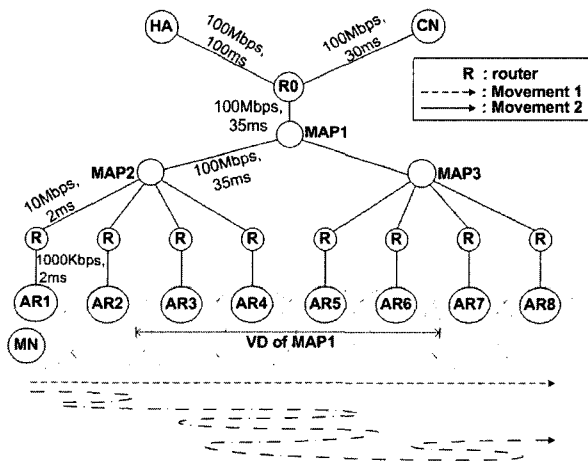 HA
CN
100Mbps,
100ms
100Mbps,
30ms
R0
R : router
: Movement 1
: Movement 2
100Mbps,
35ms
MAP1
MAP2
100Mbps,
35ms
MAP3
10Mbps,
2ms
R
R
R
R
R
R
R
R
1000Kbps,
2ms
AR1
AR2
AR3
AR4
AR5
AR6
AR7
AR8
MN
VD of MAP1